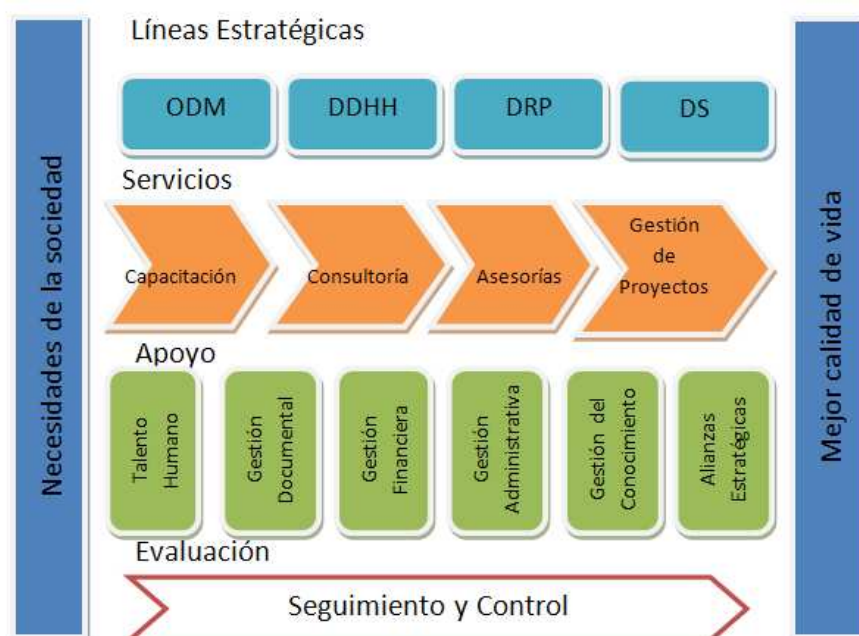 Líneas Estratégicas
ODM
DDHH
DRP
DS
Servicios
Capacitación
Consultoría
Asesorías
Gestión
de
Proyectos
Apoyo
Talento
Humano
Gestión
Documental
Gestión
Financiera
Gestión
Administrativa
Gestión del
Conocimiento
Alianzas
Estratégicas
Evaluación
Seguimiento y Control
Necesidades de la sociedad
Mejor calidad de vida